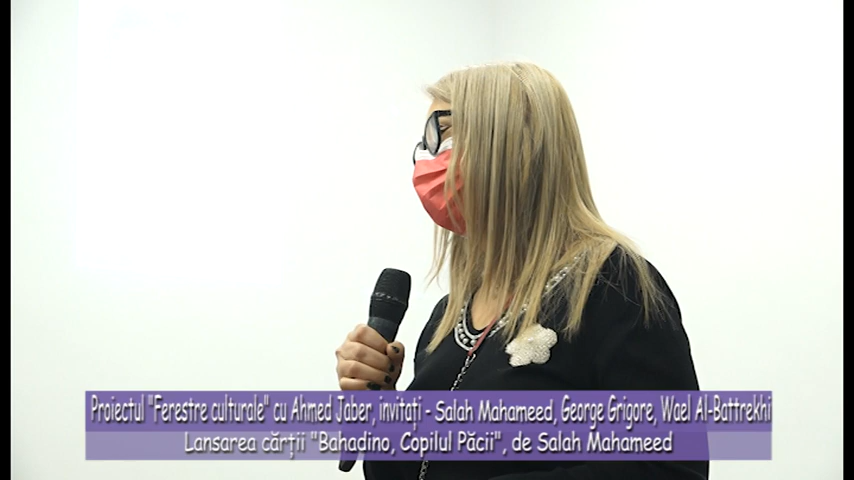 Proiectul "Ferestre culturale" cu Ahmed Jaber, invitați - Salah Mahameed, George Grigore, Wael Al-Battrekhi
Lansarea cărții "Bahadino, Copilul Păcii", de Salah Mahameed